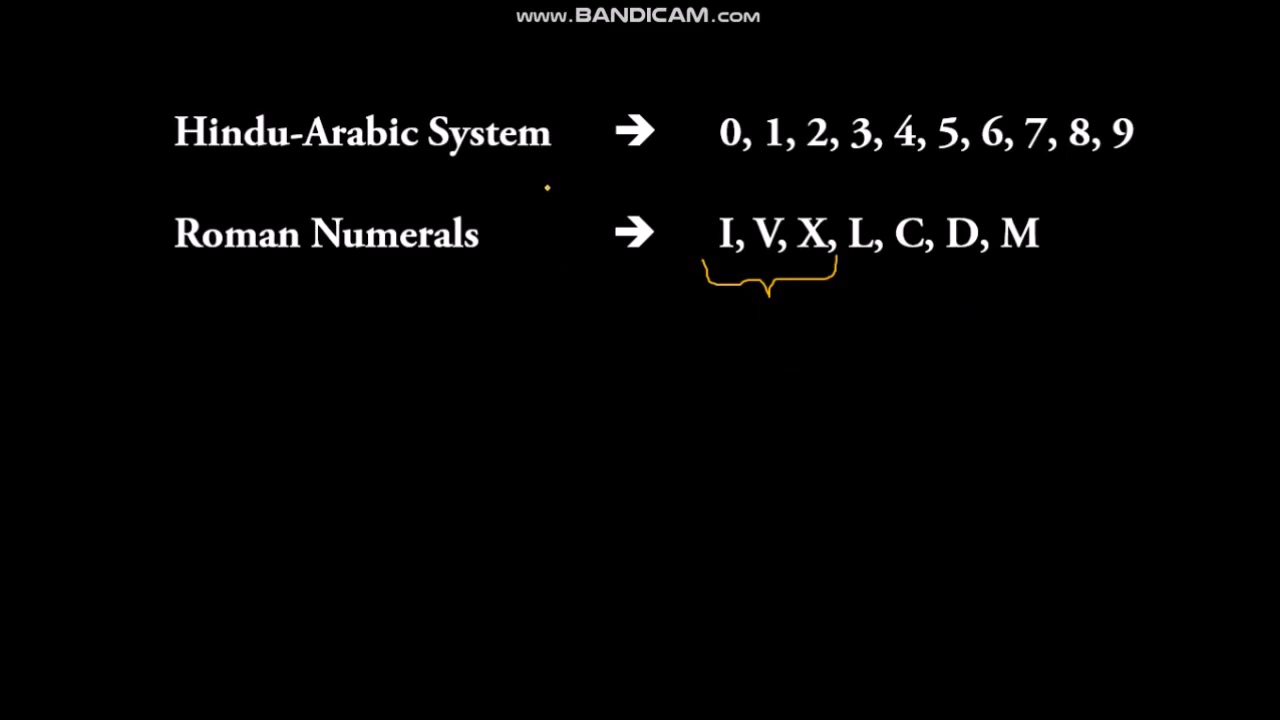 www.BANDICAM.com
Hindu-Arabic System → 0, 1, 2, 3, 4, 5, 6, 7, 8, 9
Roman Numerals → I, V, X, L, C, D, M